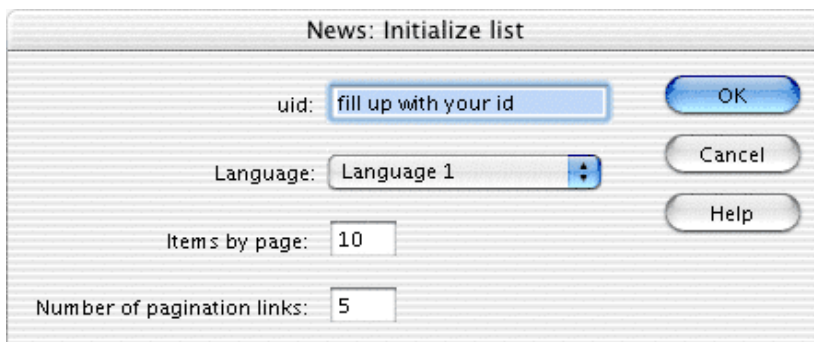 News: Initialize list
uid: fill up with your id
OK
Language: Language 1
Cancel
Help
Items by page: 10
Number of pagination links: 5